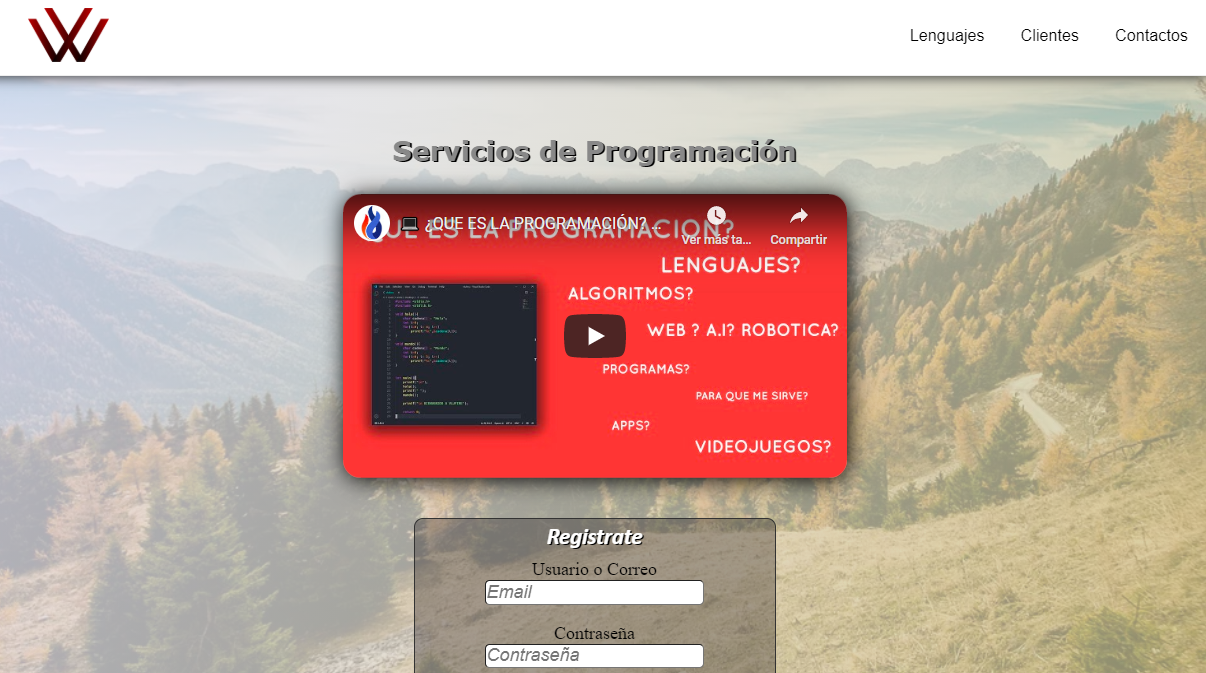 W
Lenguajes Clientes Contactos
Servicios de Programación
¿QUE ES LA PROGRAMACIÓN? ...
QUE ES LA PROGRAMACION?
Ver más ta... Compartir
LENGUAJES?
ALGORITMOS?
WEB ? A.I? ROBOTICA?
PROGRAMAS?
PARA QUE ME SIRVE?
APPS?
VIDEOJUEGOS?
Registrate
Usuario o Correo
Email
Contraseña
Contraseña